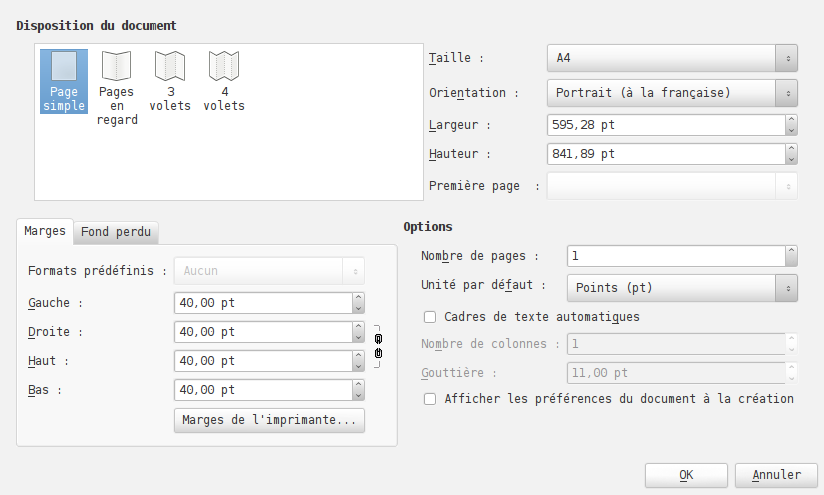 Disposition du document
Page simple
Pages en regard
3 volets
4 volets
Taille : A4
Orientation : Portrait (à la française)
Largeur : 595,28 pt
Hauteur : 841,89 pt
Première page :
Marges
Fond perdu
Formats prédéfinis : Aucun
Gauche : 40,00 pt
Droite : 40,00 pt
Haut : 40,00 pt
Bas : 40,00 pt
Marges de l'imprimante...
Options
Nombre de pages : 1
Unité par défaut : Points (pt)
Cadres de texte automatiques
Nombre de colonnes : 1
Gouttière : 11,00 pt
Afficher les préférences du document à la création
OK
Annuler